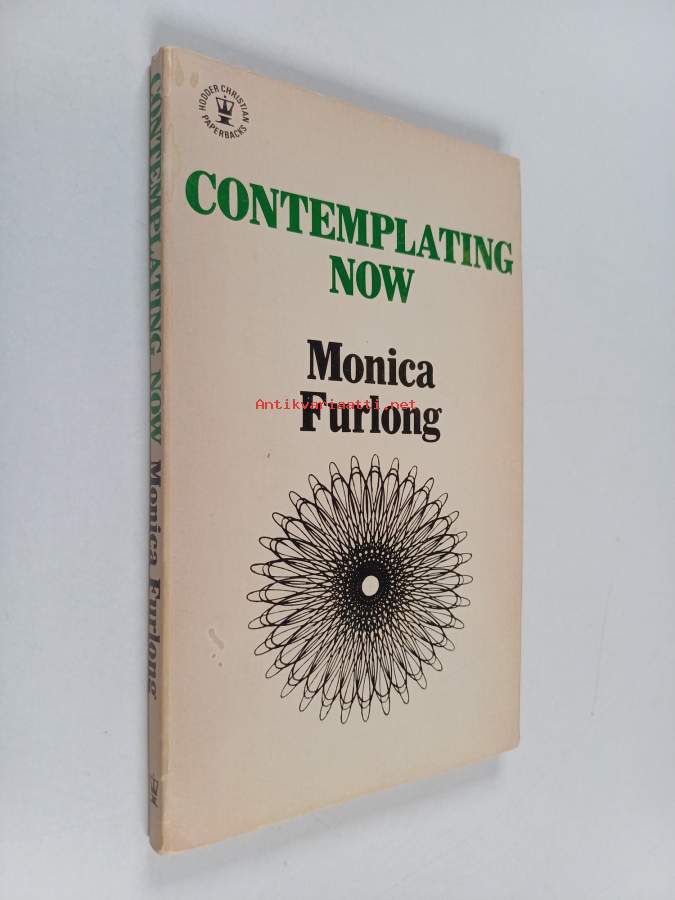 HODDER CHRISTIAN
PAPERBACKS
CONTEMPLATING
NOW
Monica
Antikvariaatti.net
Furlong
CONTEMPLATING NOW Monica Furlong